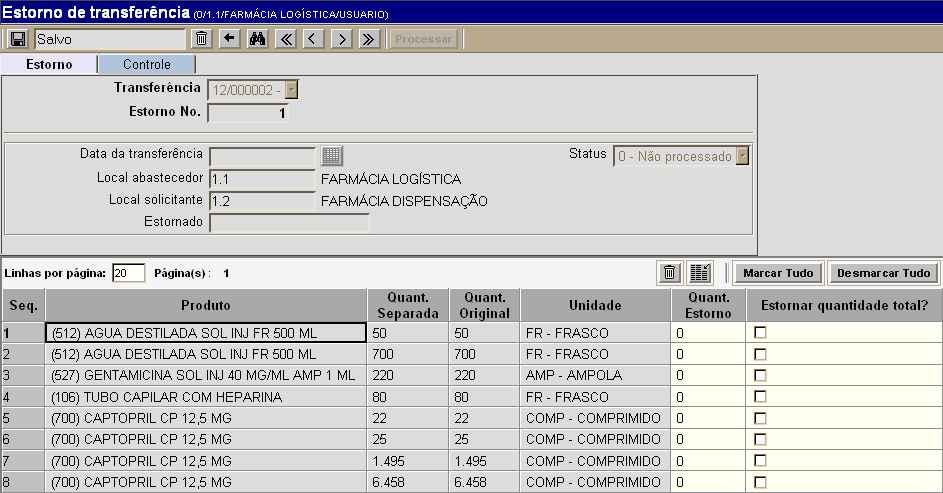 Estorno de transferência (0/1.1/FARMÁCIA LOGÍSTICA/USUARIO)
Salvo Processar
Estorno Controle
Transferência 12/000002 -
Estorno No. 1
Data da transferência Status 0 - Não processado
Local abastecedor 1.1 FARMÁCIA LOGÍSTICA
Local solicitante 1.2 FARMÁCIA DISPENSAÇÃO
Estornado
Linhas por página: 20 Página(s) : 1 Marcar Tudo Desmarcar Tudo
Seq. Produto Quant. Separada Quant. Original Unidade Quant. Estorno Estornar quantidade total?
1 (512) AGUA DESTILADA SOL INJ FR 500 ML 50 50 FR - FRASCO 0
2 (512) AGUA DESTILADA SOL INJ FR 500 ML 700 700 FR - FRASCO 0
3 (527) GENTAMICINA SOL INJ 40 MG/ML AMP 1 ML 220 220 AMP - AMPOLA 0
4 (106) TUBO CAPILAR COM HEPARINA 80 80 FR - FRASCO 0
5 (700) CAPTOPRIL CP 12,5 MG 22 22 COMP - COMPRIMIDO 0
6 (700) CAPTOPRIL CP 12,5 MG 25 25 COMP - COMPRIMIDO 0
7 (700) CAPTOPRIL CP 12,5 MG 1.495 1.495 COMP - COMPRIMIDO 0
8 (700) CAPTOPRIL CP 12,5 MG 6.458 6.458 COMP - COMPRIMIDO 0